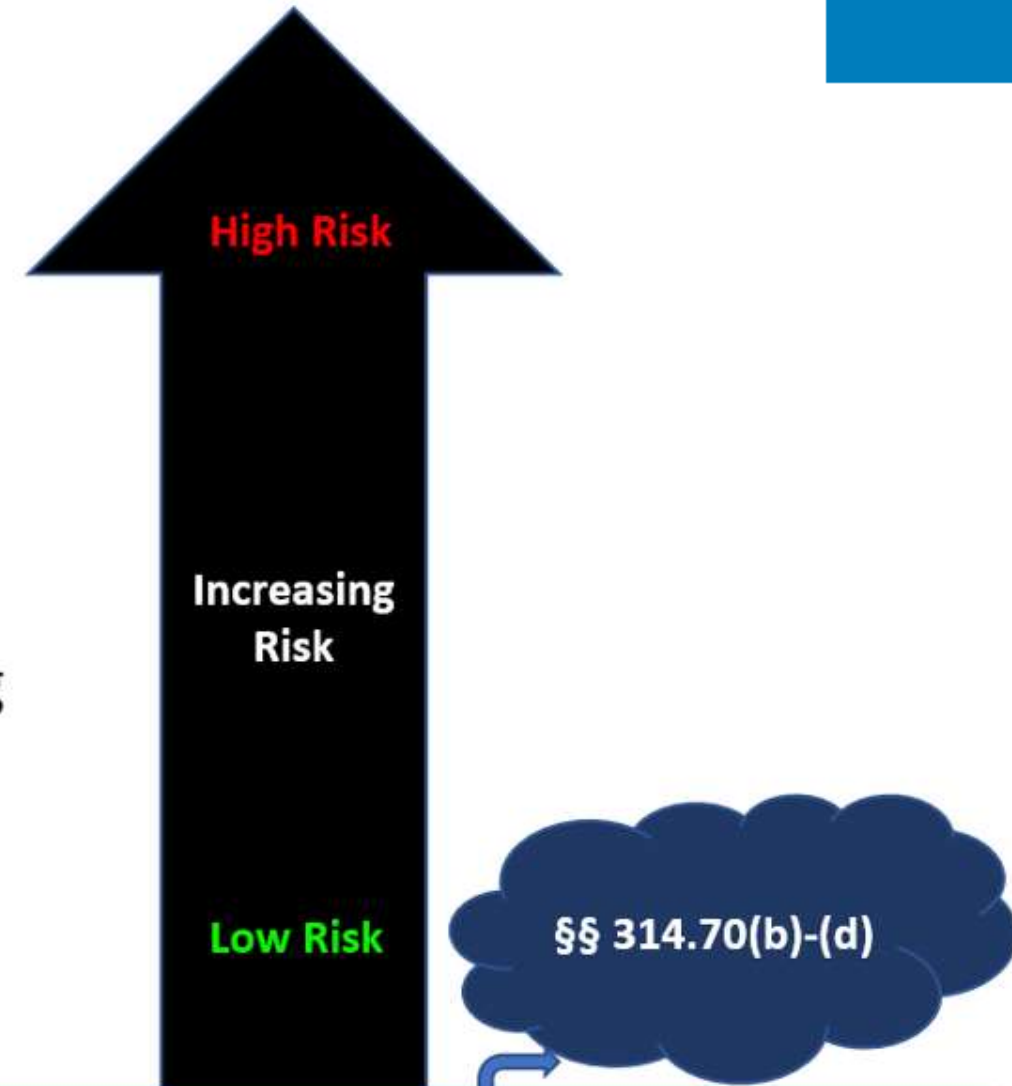 High Risk
Increasing
Risk
g
Low Risk
§§ 314.70(b)-(d)